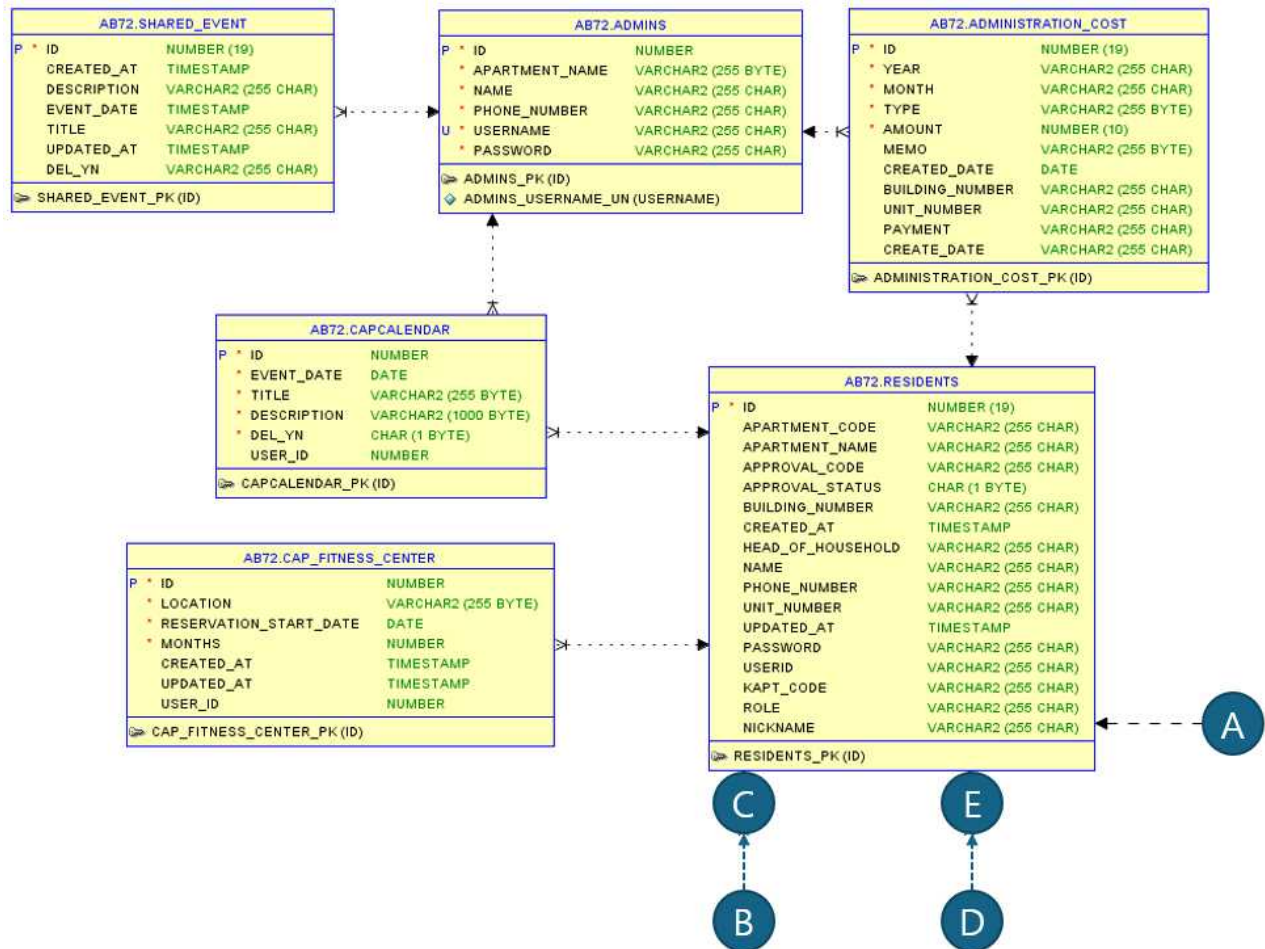 AB72.SHARED_EVENT
P * ID NUMBER (19)
CREATED_AT TIMESTAMP
DESCRIPTION VARCHAR2 (255 CHAR)
EVENT_DATE TIMESTAMP
TITLE VARCHAR2 (255 CHAR)
UPDATED_AT TIMESTAMP
DEL_YN VARCHAR2 (255 CHAR)
SHARED_EVENT_PK (ID)
AB72.ADMINS
P * ID NUMBER
* APARTMENT_NAME VARCHAR2 (255 BYTE)
* NAME VARCHAR2 (255 CHAR)
* PHONE_NUMBER VARCHAR2 (255 CHAR)
U * USERNAME VARCHAR2 (255 CHAR)
* PASSWORD VARCHAR2 (255 CHAR)
ADMINS_PK (ID)
ADMINS_USERNAME_UN (USERNAME)
AB72.ADMINISTRATION_COST
P * ID NUMBER (19)
* YEAR VARCHAR2 (255 CHAR)
* MONTH VARCHAR2 (255 CHAR)
* TYPE VARCHAR2 (255 BYTE)
* AMOUNT NUMBER (10)
MEMO VARCHAR2 (255 BYTE)
CREATED_DATE DATE
BUILDING_NUMBER VARCHAR2 (255 CHAR)
UNIT_NUMBER VARCHAR2 (255 CHAR)
PAYMENT VARCHAR2 (255 CHAR)
CREATE_DATE VARCHAR2 (255 CHAR)
ADMINISTRATION_COST_PK (ID)
AB72.CAPCALENDAR
P * ID NUMBER
* EVENT_DATE DATE
* TITLE VARCHAR2 (255 BYTE)
* DESCRIPTION VARCHAR2 (1000 BYTE)
* DEL_YN CHAR (1 BYTE)
USER_ID NUMBER
CAPCALENDAR_PK (ID)
AB72.RESIDENTS
P * ID NUMBER (19)
APARTMENT_CODE VARCHAR2 (255 CHAR)
APARTMENT_NAME VARCHAR2 (255 CHAR)
APPROVAL_CODE VARCHAR2 (255 CHAR)
APPROVAL_STATUS CHAR (1 BYTE)
BUILDING_NUMBER VARCHAR2 (255 CHAR)
CREATED_AT TIMESTAMP
HEAD_OF_HOUSEHOLD VARCHAR2 (255 CHAR)
NAME VARCHAR2 (255 CHAR)
PHONE_NUMBER VARCHAR2 (255 CHAR)
UNIT_NUMBER VARCHAR2 (255 CHAR)
UPDATED_AT TIMESTAMP
PASSWORD VARCHAR2 (255 CHAR)
USERID VARCHAR2 (255 CHAR)
KAPT_CODE VARCHAR2 (255 CHAR)
ROLE VARCHAR2 (255 CHAR)
NICKNAME VARCHAR2 (255 CHAR)
RESIDENTS_PK (ID)
AB72.CAP_FITNESS_CENTER
P * ID NUMBER
* LOCATION VARCHAR2 (255 BYTE)
* RESERVATION_START_DATE DATE
* MONTHS NUMBER
CREATED_AT TIMESTAMP
UPDATED_AT TIMESTAMP
USER_ID NUMBER
CAP_FITNESS_CENTER_PK (ID)
A
C E
B D